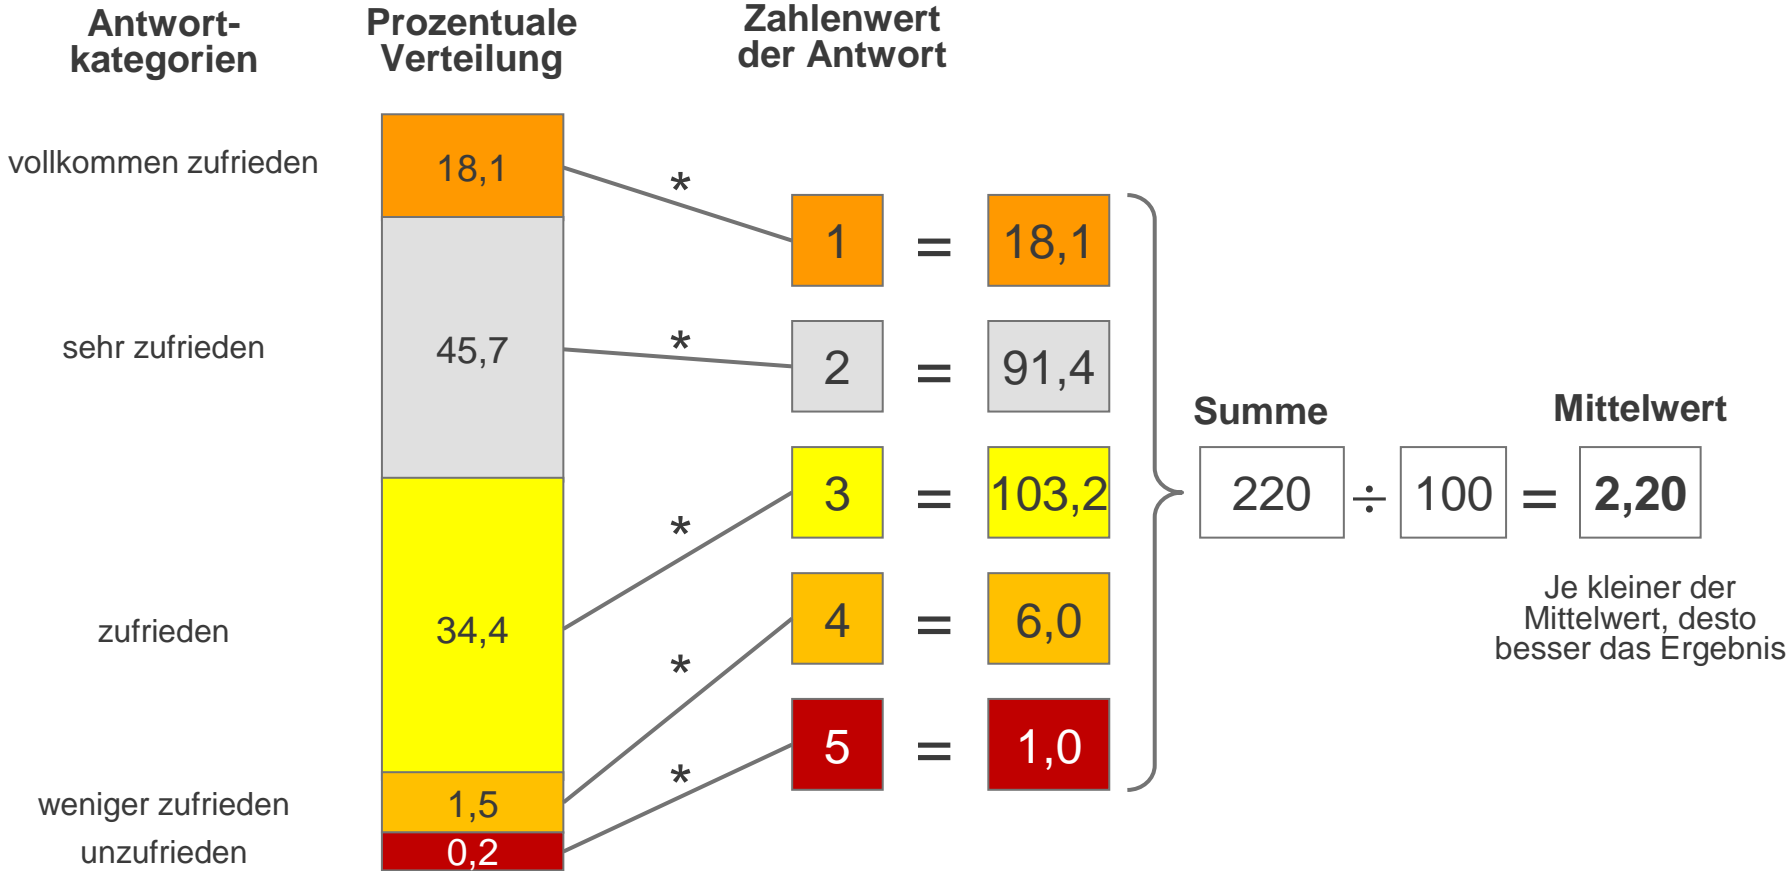 Antwort-
kategorien
Prozentuale
Verteilung
Zahlenwert
der Antwort
vollkommen zufrieden
18,1
*
1 = 18,1
sehr zufrieden
45,7
*
2 = 91,4
zufrieden
34,4
*
3 = 103,2
weniger zufrieden
1,5
*
4 = 6,0
unzufrieden
0,2
*
5 = 1,0
Summe
Mittelwert
220 ÷ 100 = 2,20
Je kleiner der
Mittelwert, desto
besser das Ergebnis